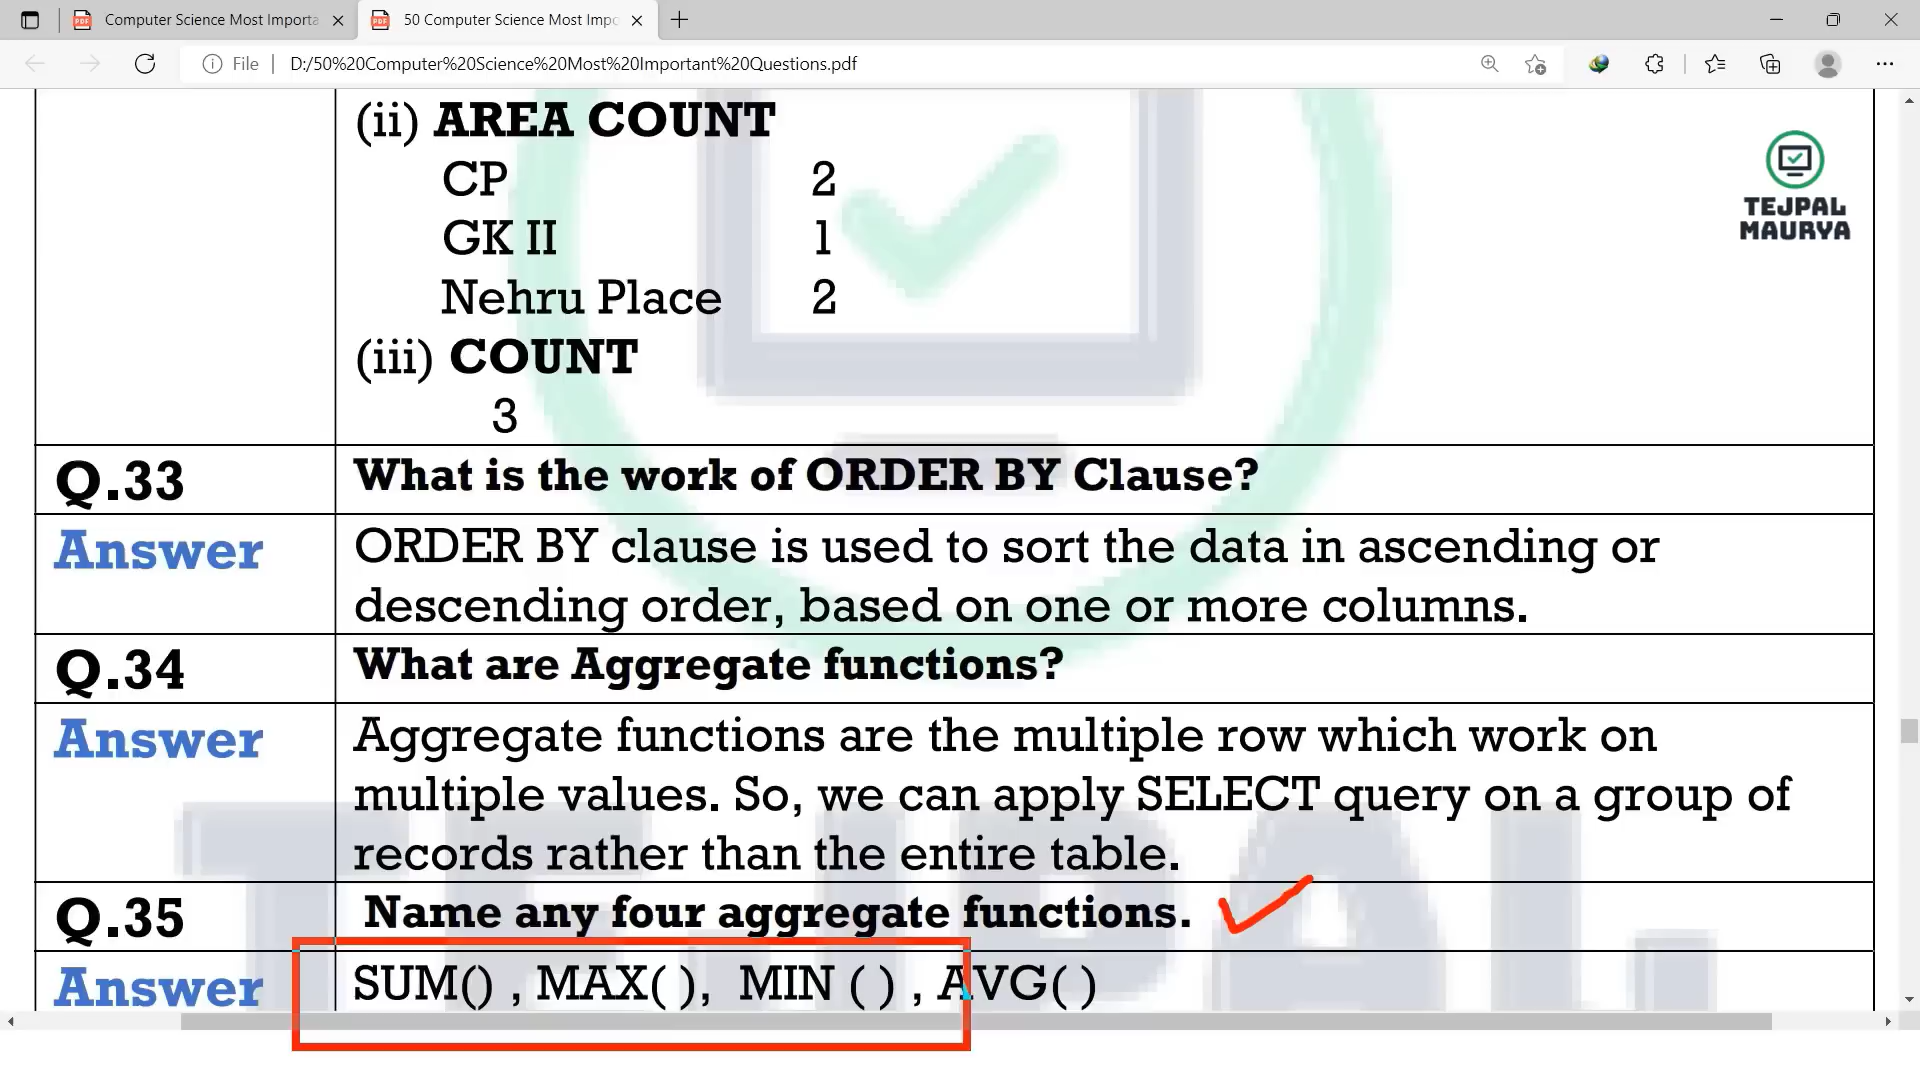 Computer Science Most Importa
50 Computer Science Most Impo
File
D:/50%20Computer%20Science%20Most%20Important%20Questions.pdf
(ii) AREA COUNT
CP 2
GK II 1
Nehru Place 2
(iii) COUNT
3
TEJPAL
MAURYA
Q.33 What is the work of ORDER BY Clause?
Answer ORDER BY clause is used to sort the data in ascending or
descending order, based on one or more columns.
Q.34 What are Aggregate functions?
Answer Aggregate functions are the multiple row which work on
multiple values. So, we can apply SELECT query on a group of
records rather than the entire table.
Q.35 Name any four aggregate functions.
Answer SUM() , MAX( ), MIN ( ) , AVG( )
TEJPAL